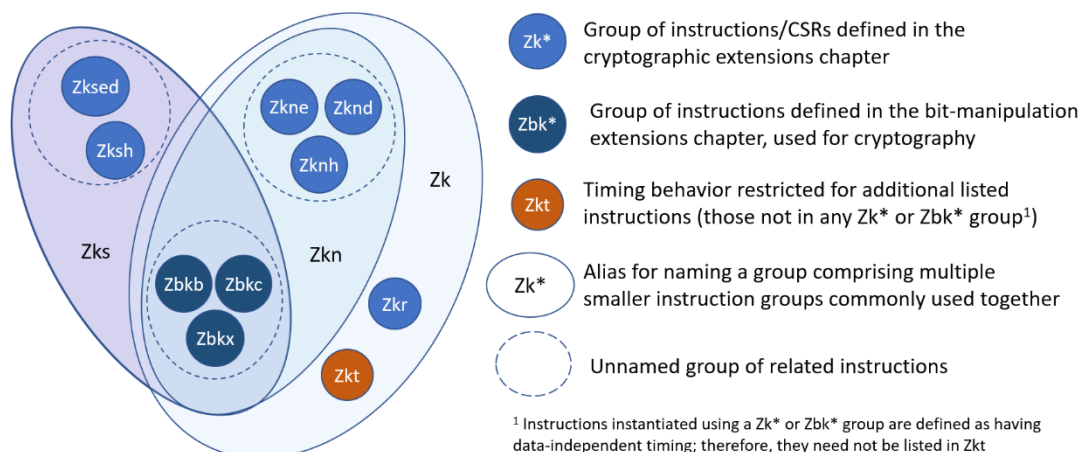 Zksed
Zksh
Zks
Zkne
Zknd
Zknh
Zk
Zkn
Zbkb
Zbkc
Zbkx
Zkr
Zkt
Zk*
Group of instructions/CSRs defined in the
cryptographic extensions chapter
Zbk*
Group of instructions defined in the bit-manipulation
extensions chapter, used for cryptography
Zkt
Timing behavior restricted for additional listed
instructions (those not in any Zk* or Zbk* group¹)
Zk*
Alias for naming a group comprising multiple
smaller instruction groups commonly used together
Unnamed group of related instructions
¹ Instructions instantiated using a Zk* or Zbk* group are defined as having
data-independent timing; therefore, they need not be listed in Zkt